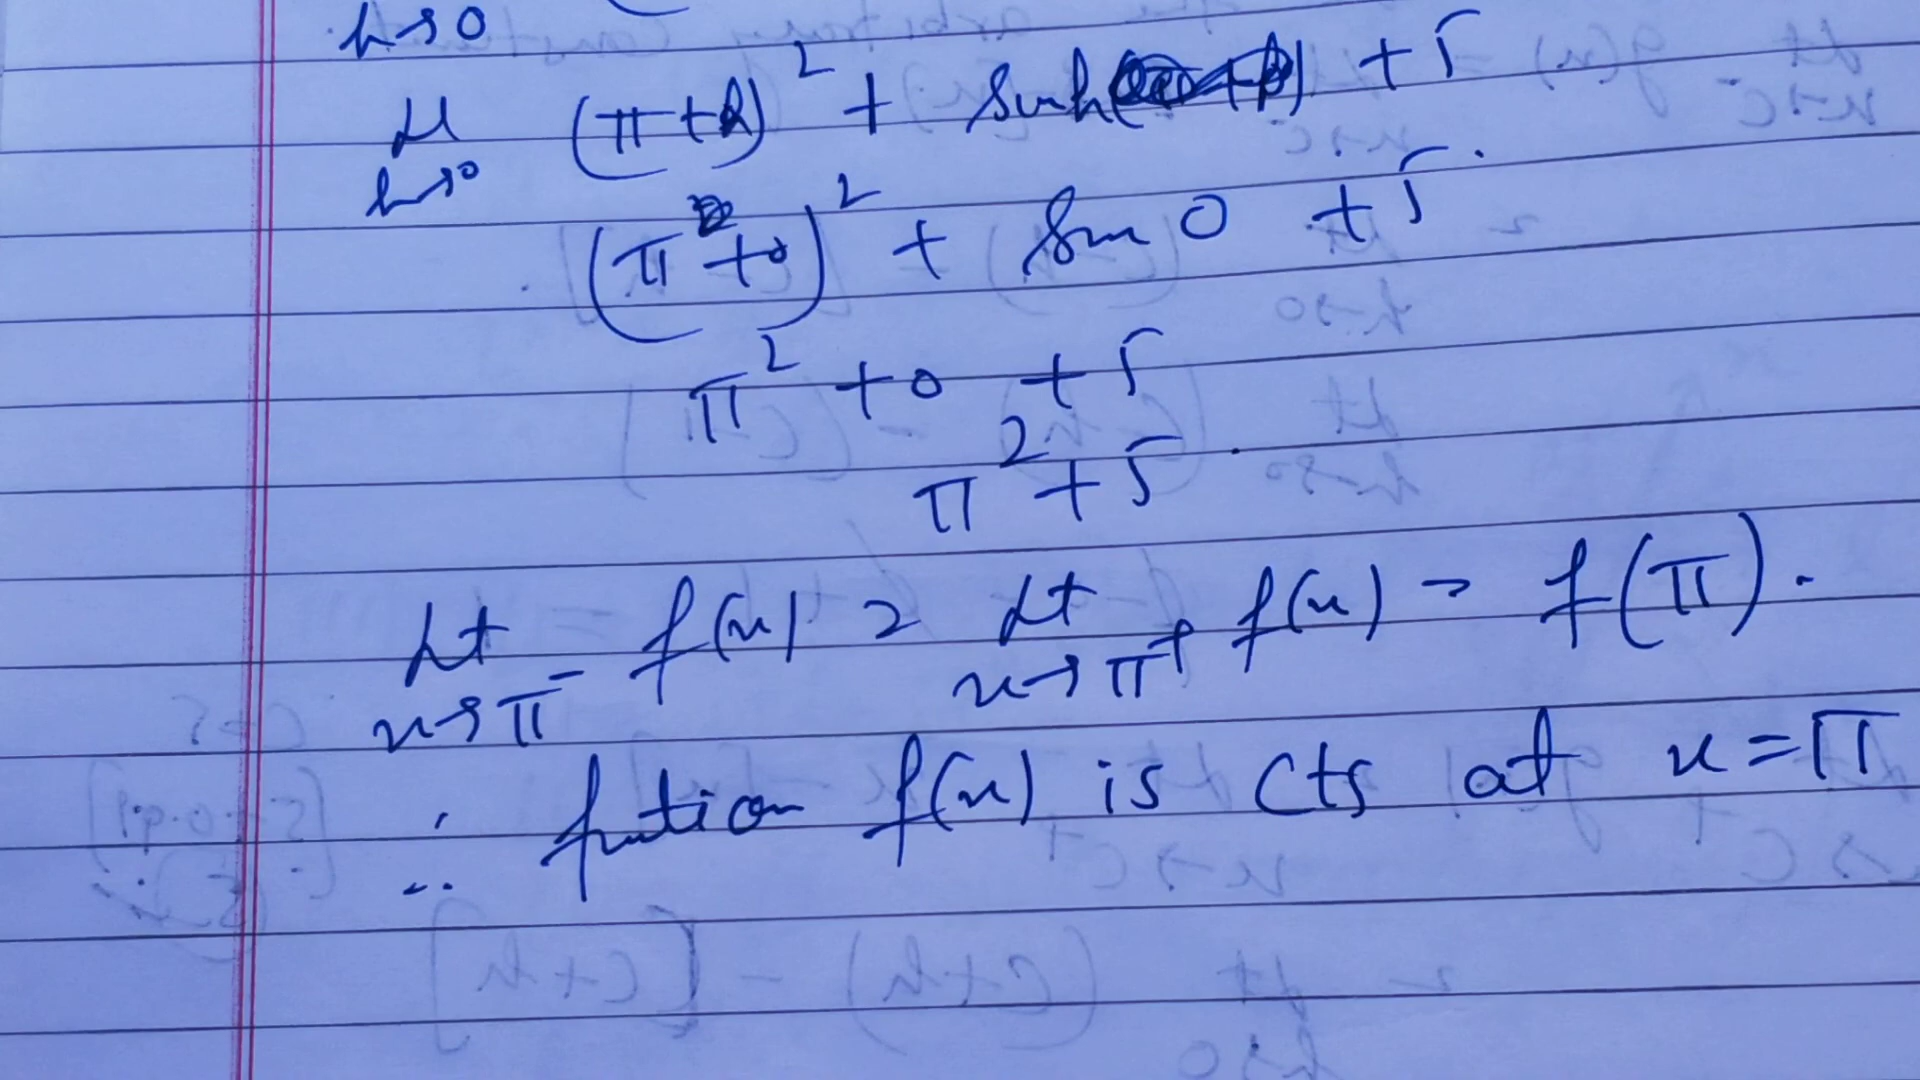 h→0
Lt (π+h)² + sinh + 5
h→0
(π+0)² + sin 0 + 5.
π² + 0 + 5
π² + 5.
Lt f(x) = Lt f(x) = f(π).
x→π⁻ x→π⁺
∴ fution f(x) is cts at x = π